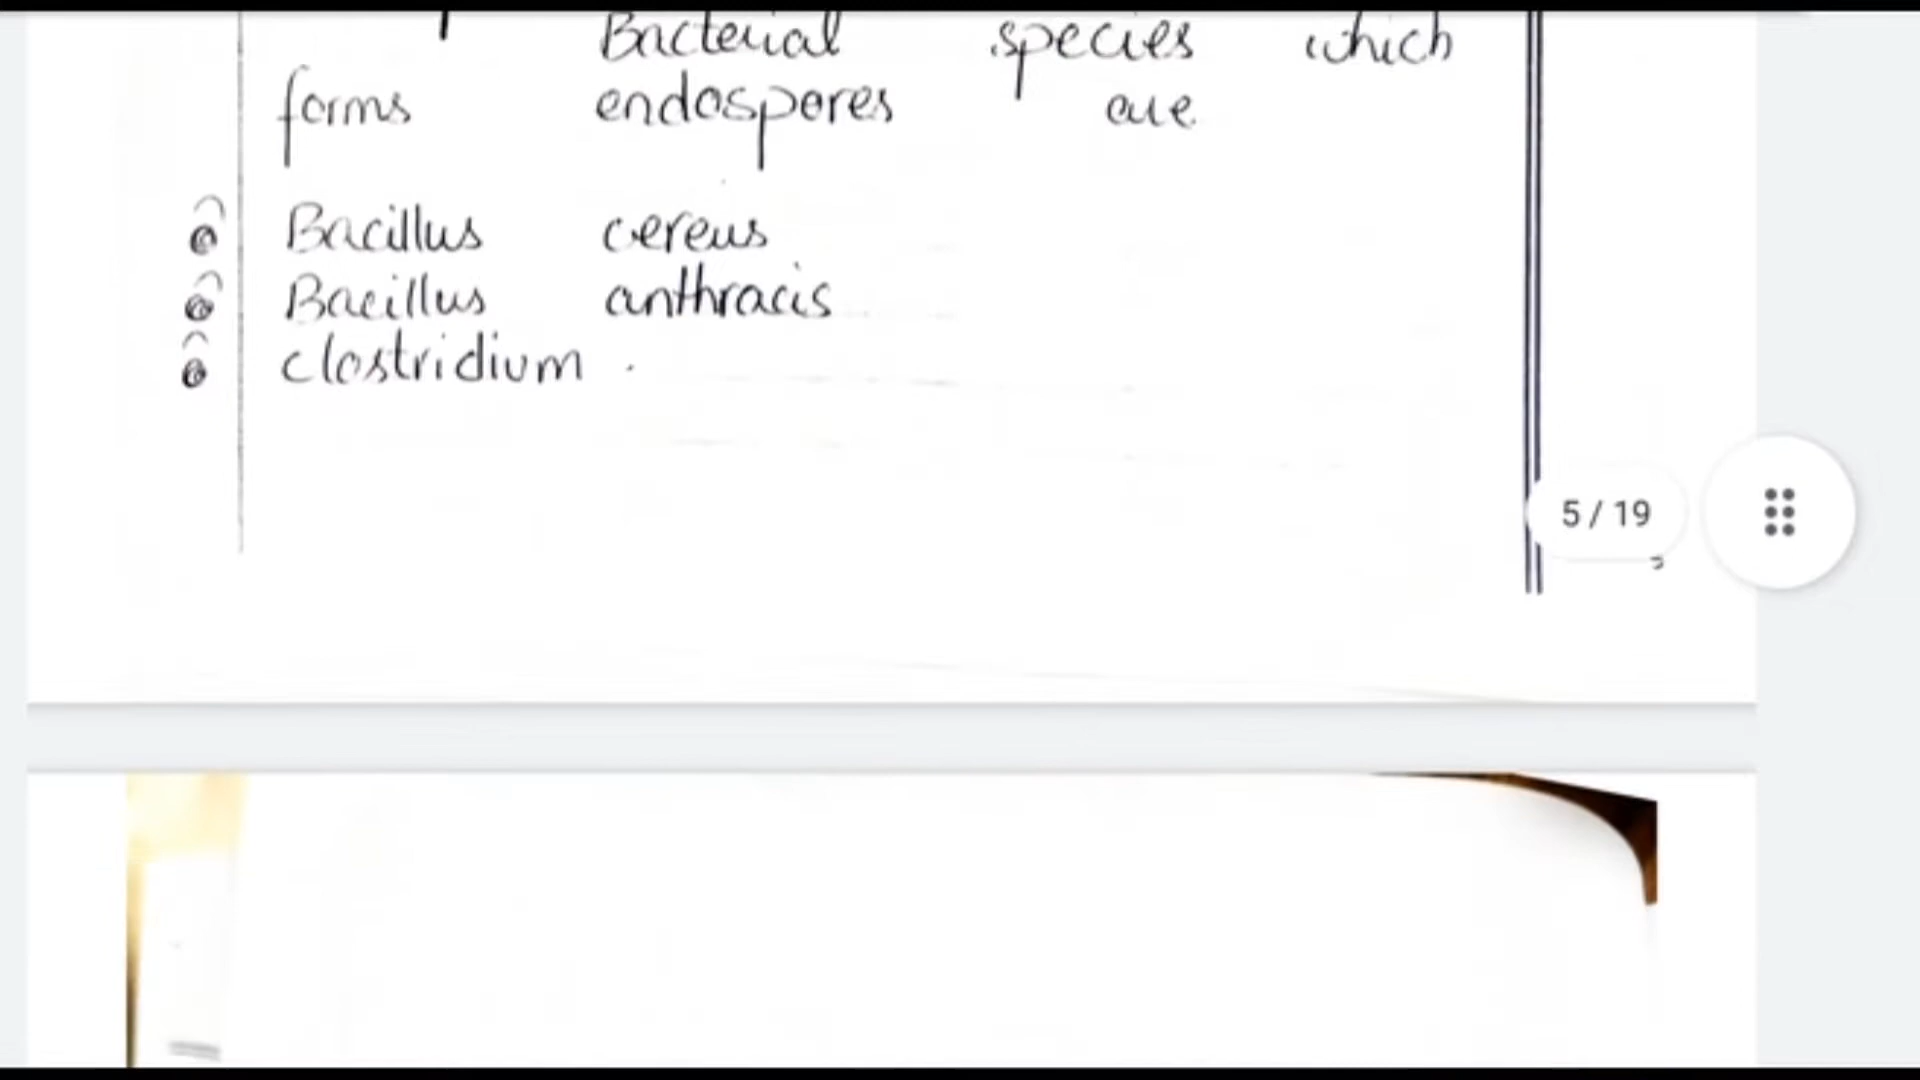 Bacterial species which
forms endospores are
Bacillus cereus
Bacillus anthracis
clostridium .
5 / 19